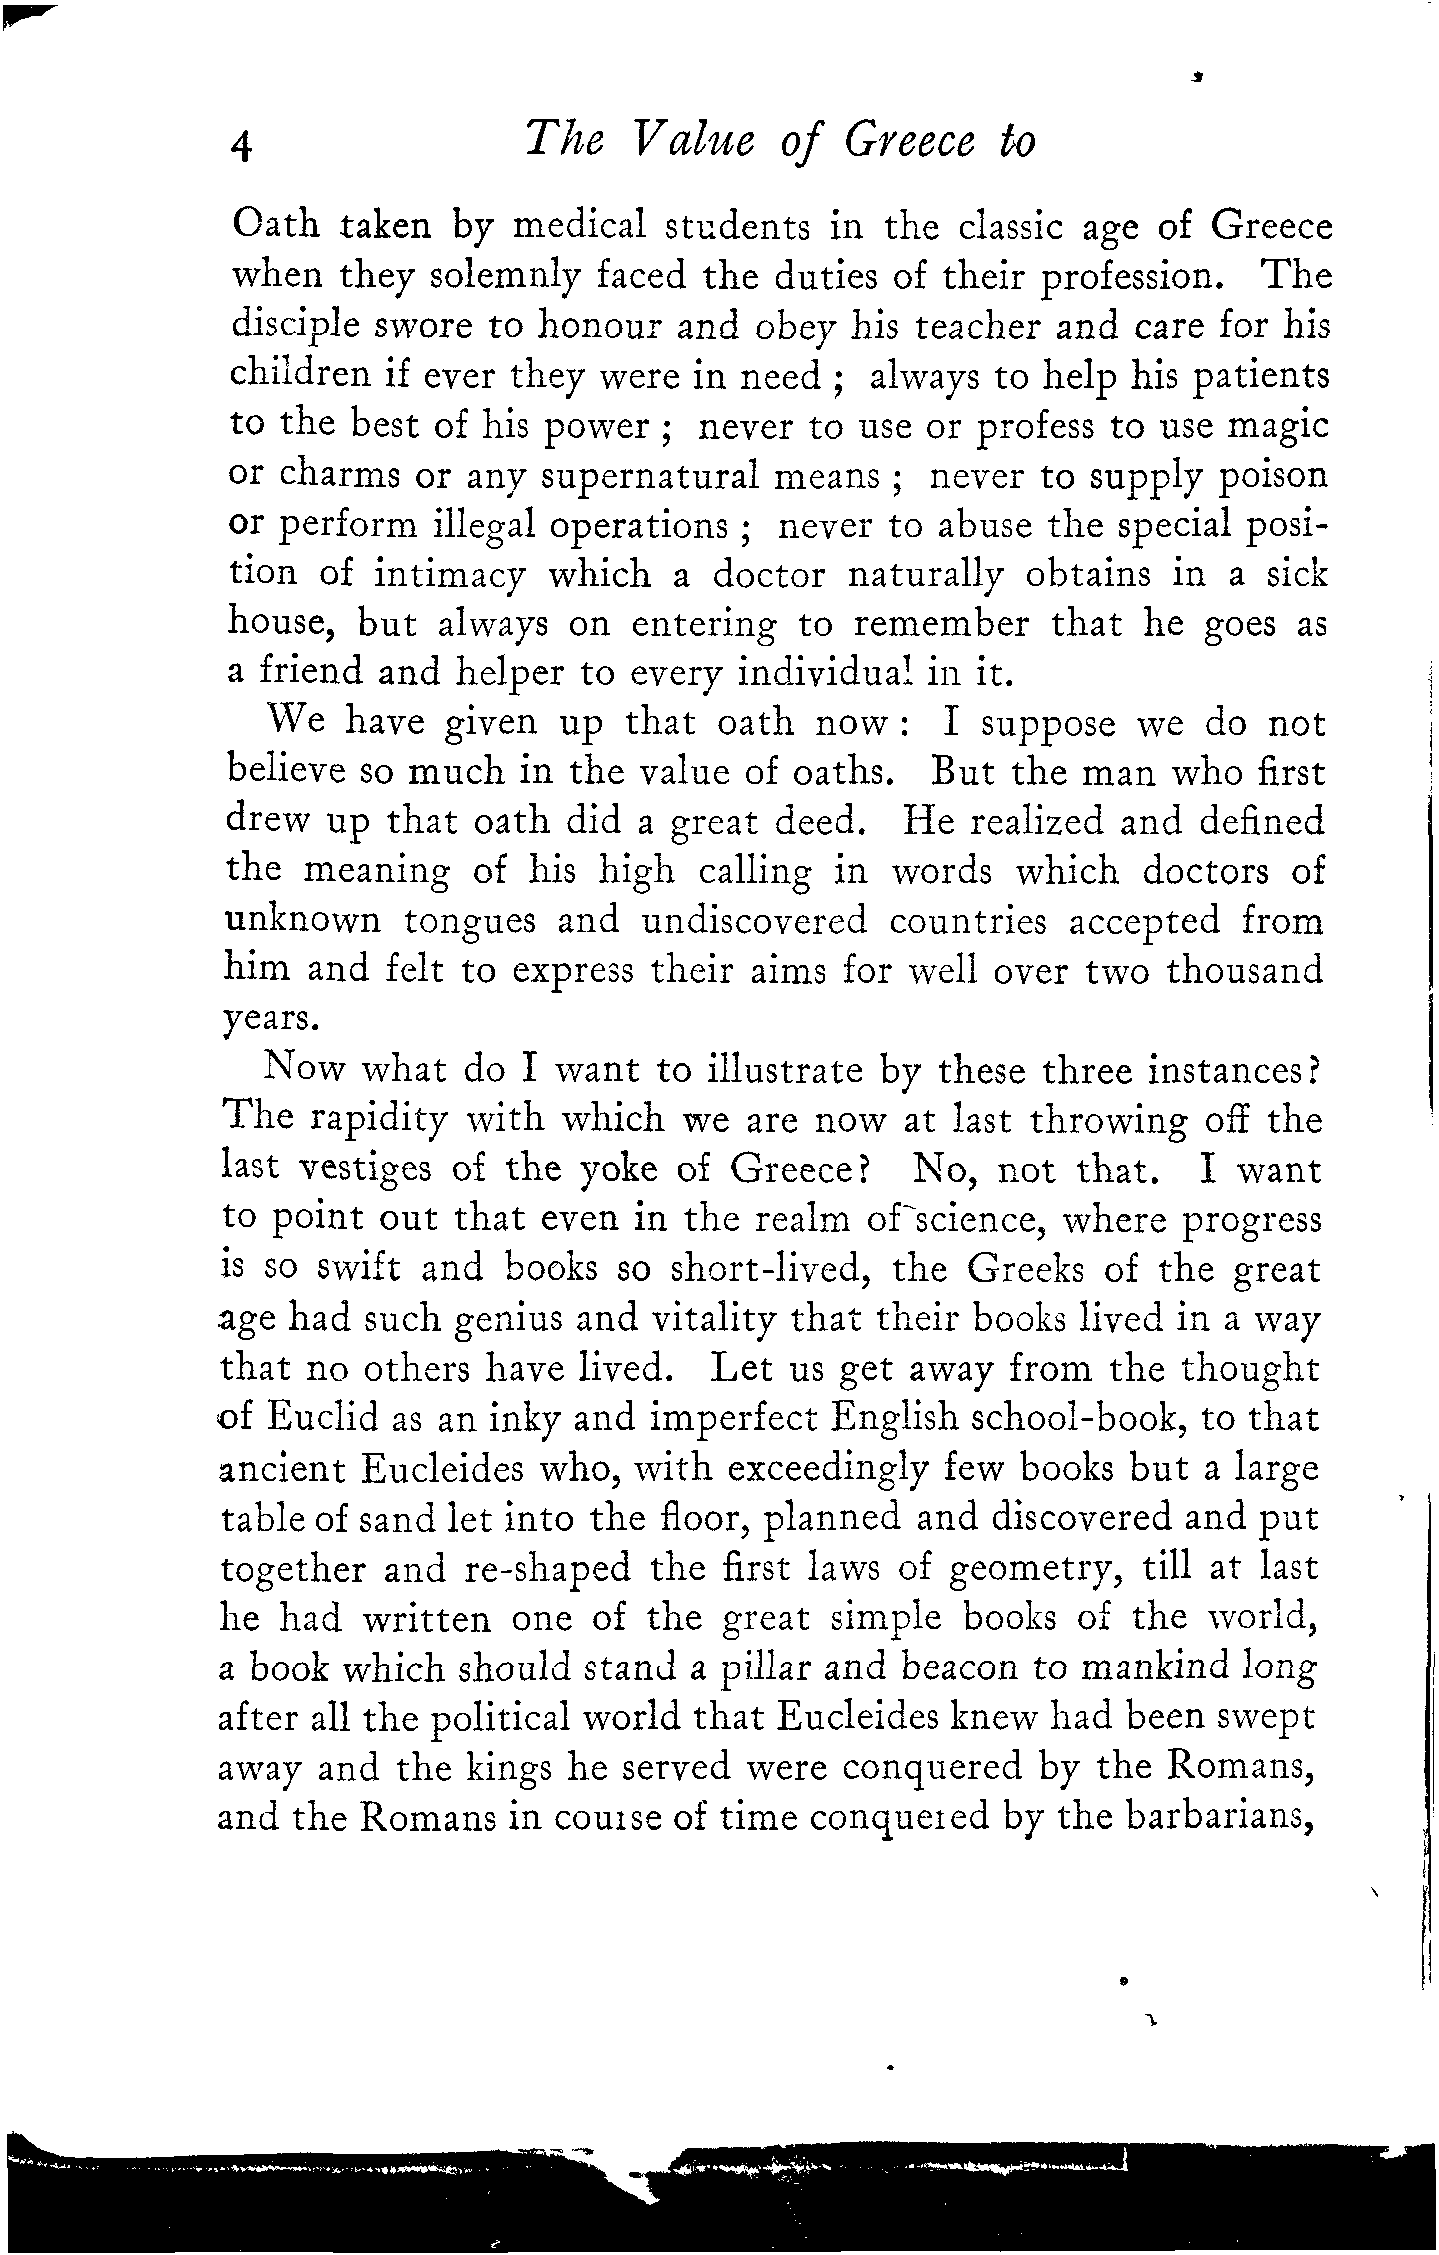 4 The Value of Greece to
Oath taken by medical students in the classic age of Greece
when they solemnly faced the duties of their profession. The
disciple swore to honour and obey his teacher and care for his
children if ever they were in need ; always to help his patients
to the best of his power ; never to use or profess to use magic
or charms or any supernatural means ; never to supply poison
or perform illegal operations ; never to abuse the special posi-
tion of intimacy which a doctor naturally obtains in a sick
house, but always on entering to remember that he goes as
a friend and helper to every individual in it.
We have given up that oath now : I suppose we do not
believe so much in the value of oaths. But the man who first
drew up that oath did a great deed. He realized and defined
the meaning of his high calling in words which doctors of
unknown tongues and undiscovered countries accepted from
him and felt to express their aims for well over two thousand
years.
Now what do I want to illustrate by these three instances?
The rapidity with which we are now at last throwing off the
last vestiges of the yoke of Greece? No, not that. I want
to point out that even in the realm of science, where progress
is so swift and books so short-lived, the Greeks of the great
age had such genius and vitality that their books lived in a way
that no others have lived. Let us get away from the thought
of Euclid as an inky and imperfect English school-book, to that
ancient Eucleides who, with exceedingly few books but a large
table of sand let into the floor, planned and discovered and put
together and re-shaped the first laws of geometry, till at last
he had written one of the great simple books of the world,
a book which should stand a pillar and beacon to mankind long
after all the political world that Eucleides knew had been swept
away and the kings he served were conquered by the Romans,
and the Romans in course of time conquered by the barbarians,